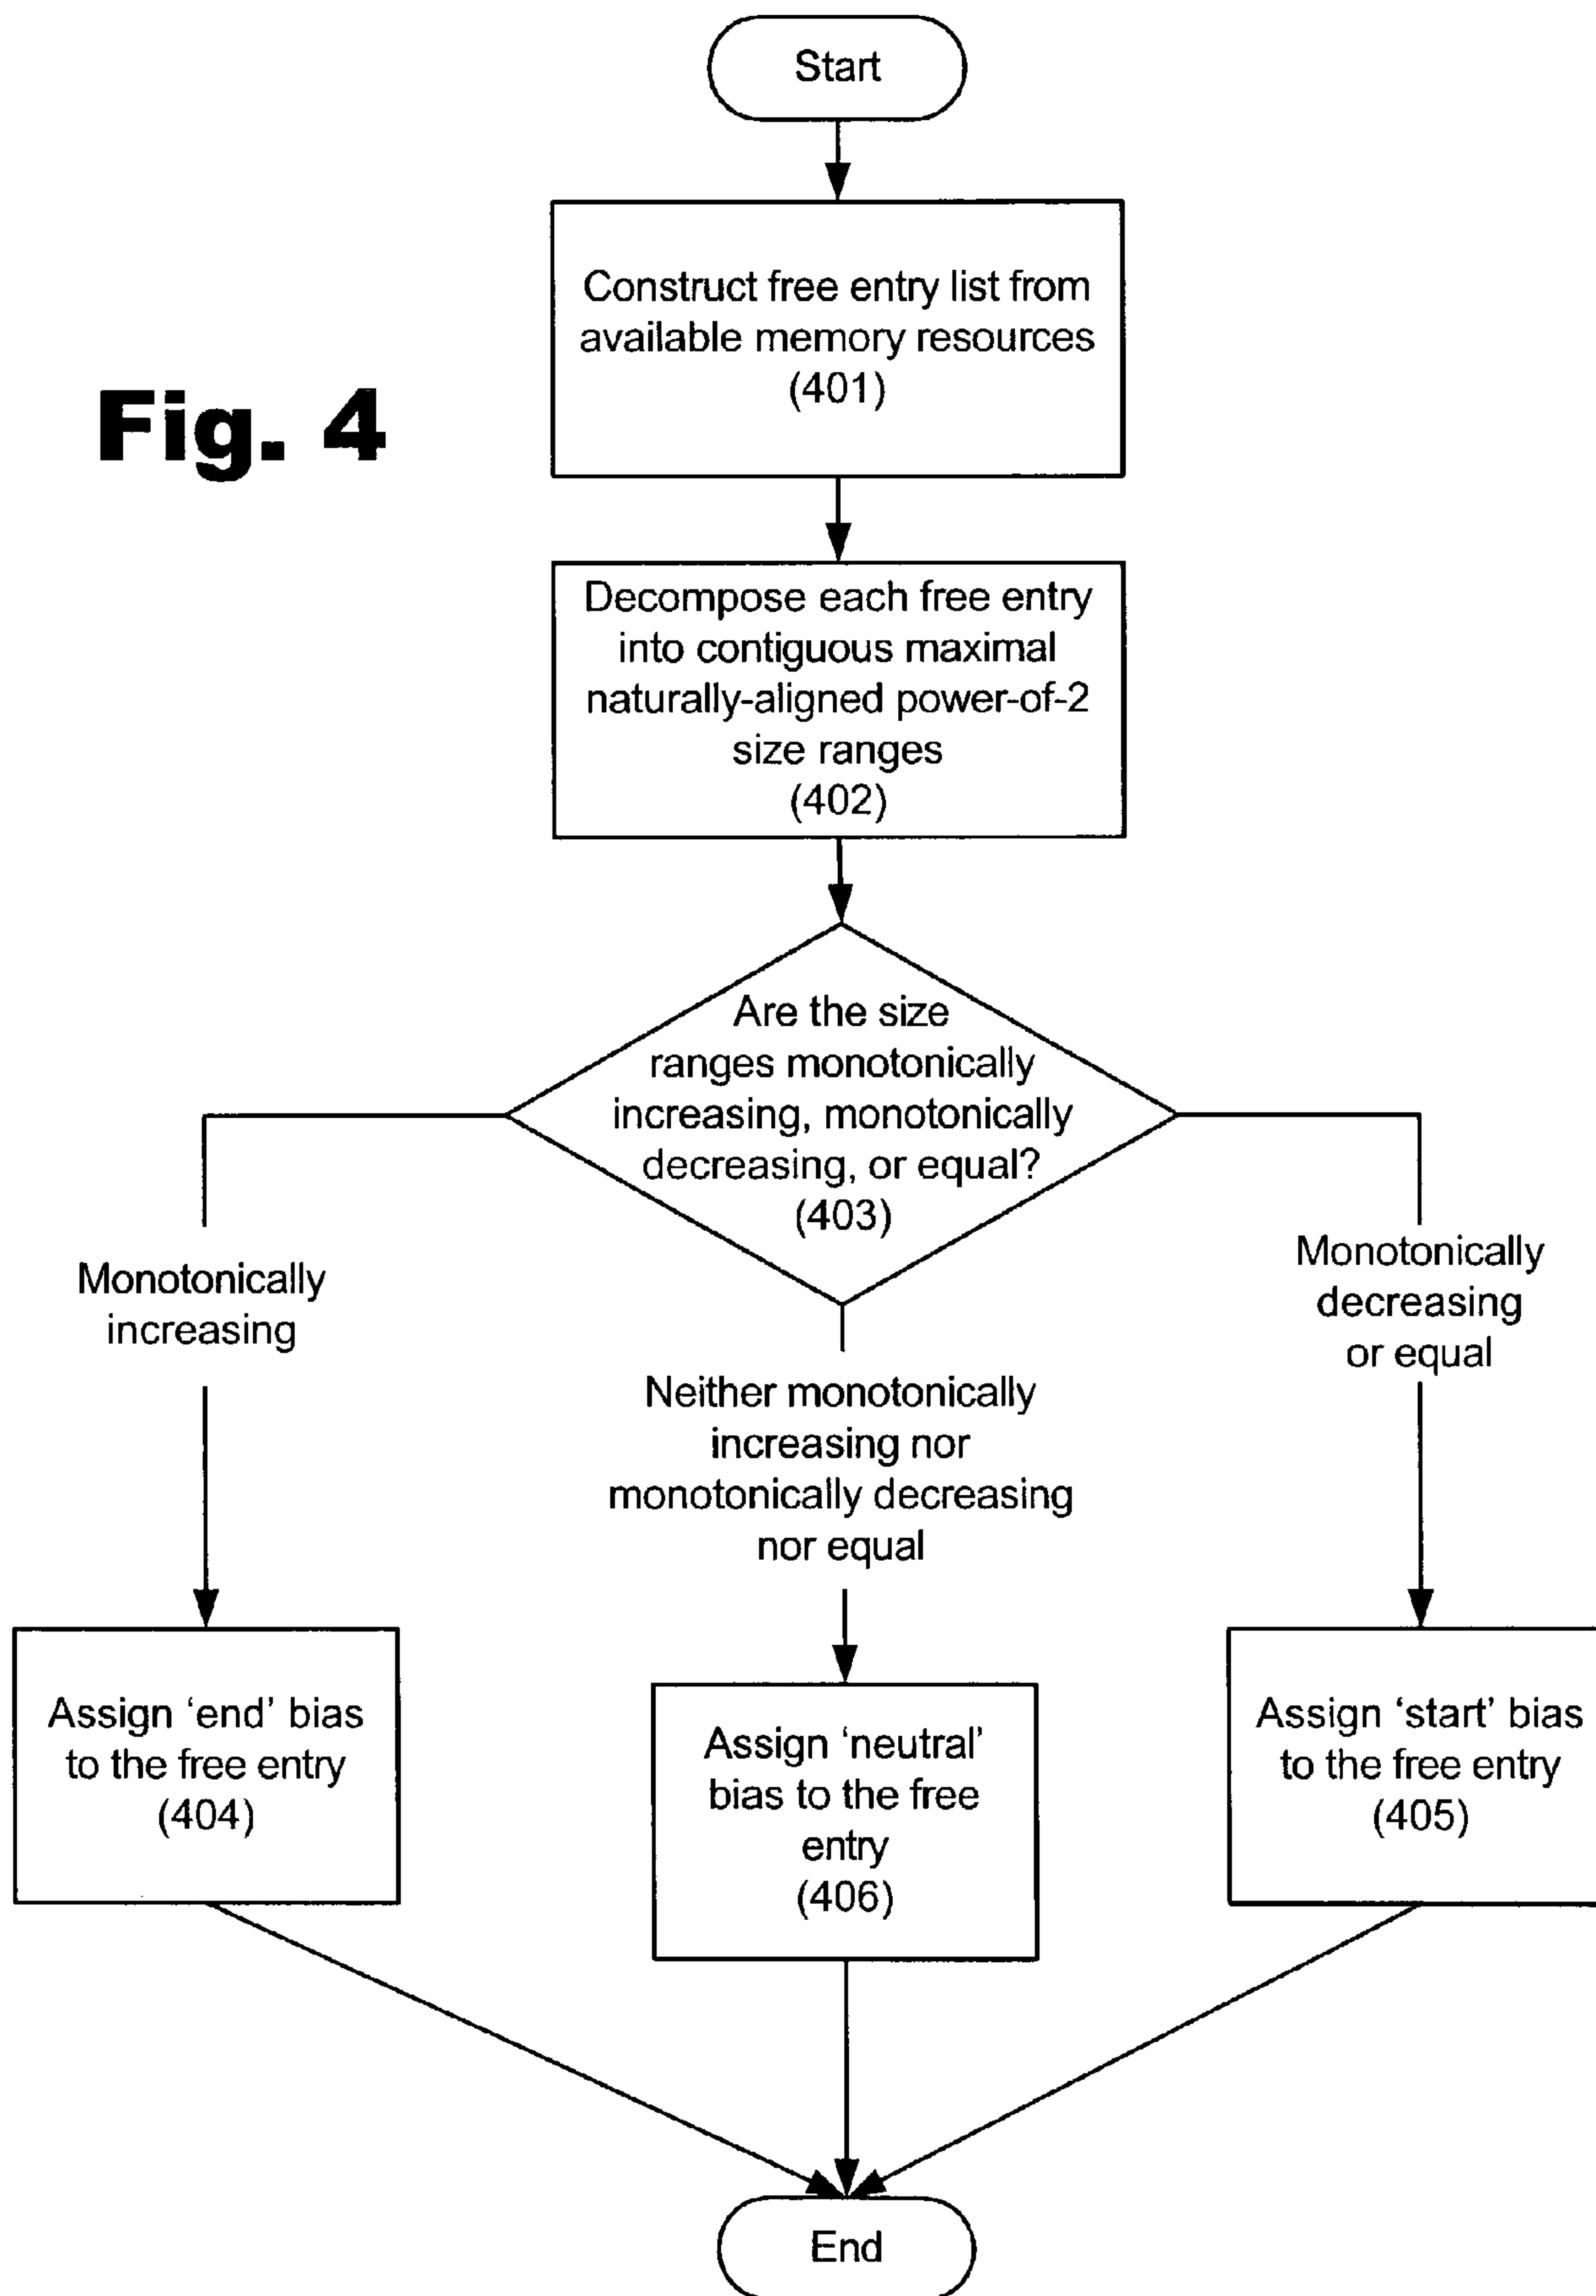 Start
Construct free entry list from
available memory resources
(401)
Fig. 4
Decompose each free entry
into contiguous maximal
naturally-aligned power-of-2
size ranges
(402)
Are the size
ranges monotonically
increasing, monotonically
decreasing, or equal?
(403)
Monotonically
increasing
Neither monotonically
increasing nor
monotonically decreasing
nor equal
Monotonically
decreasing
or equal
Assign ‘end’ bias
to the free entry
(404)
Assign ‘neutral’
bias to the free
entry
(406)
Assign ‘start’ bias
to the free entry
(405)
End